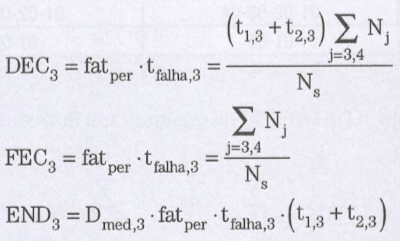 DEC₃ = fat_per · t_falha,3 = (t₁,₃ + t₂,₃) ∑_{j=3,4} N_j / N_s
FEC₃ = fat_per · t_falha,3 = ∑_{j=3,4} N_j / N_s
END₃ = D_med,3 · fat_per · t_falha,3 · (t₁,₃ + t₂,₃)